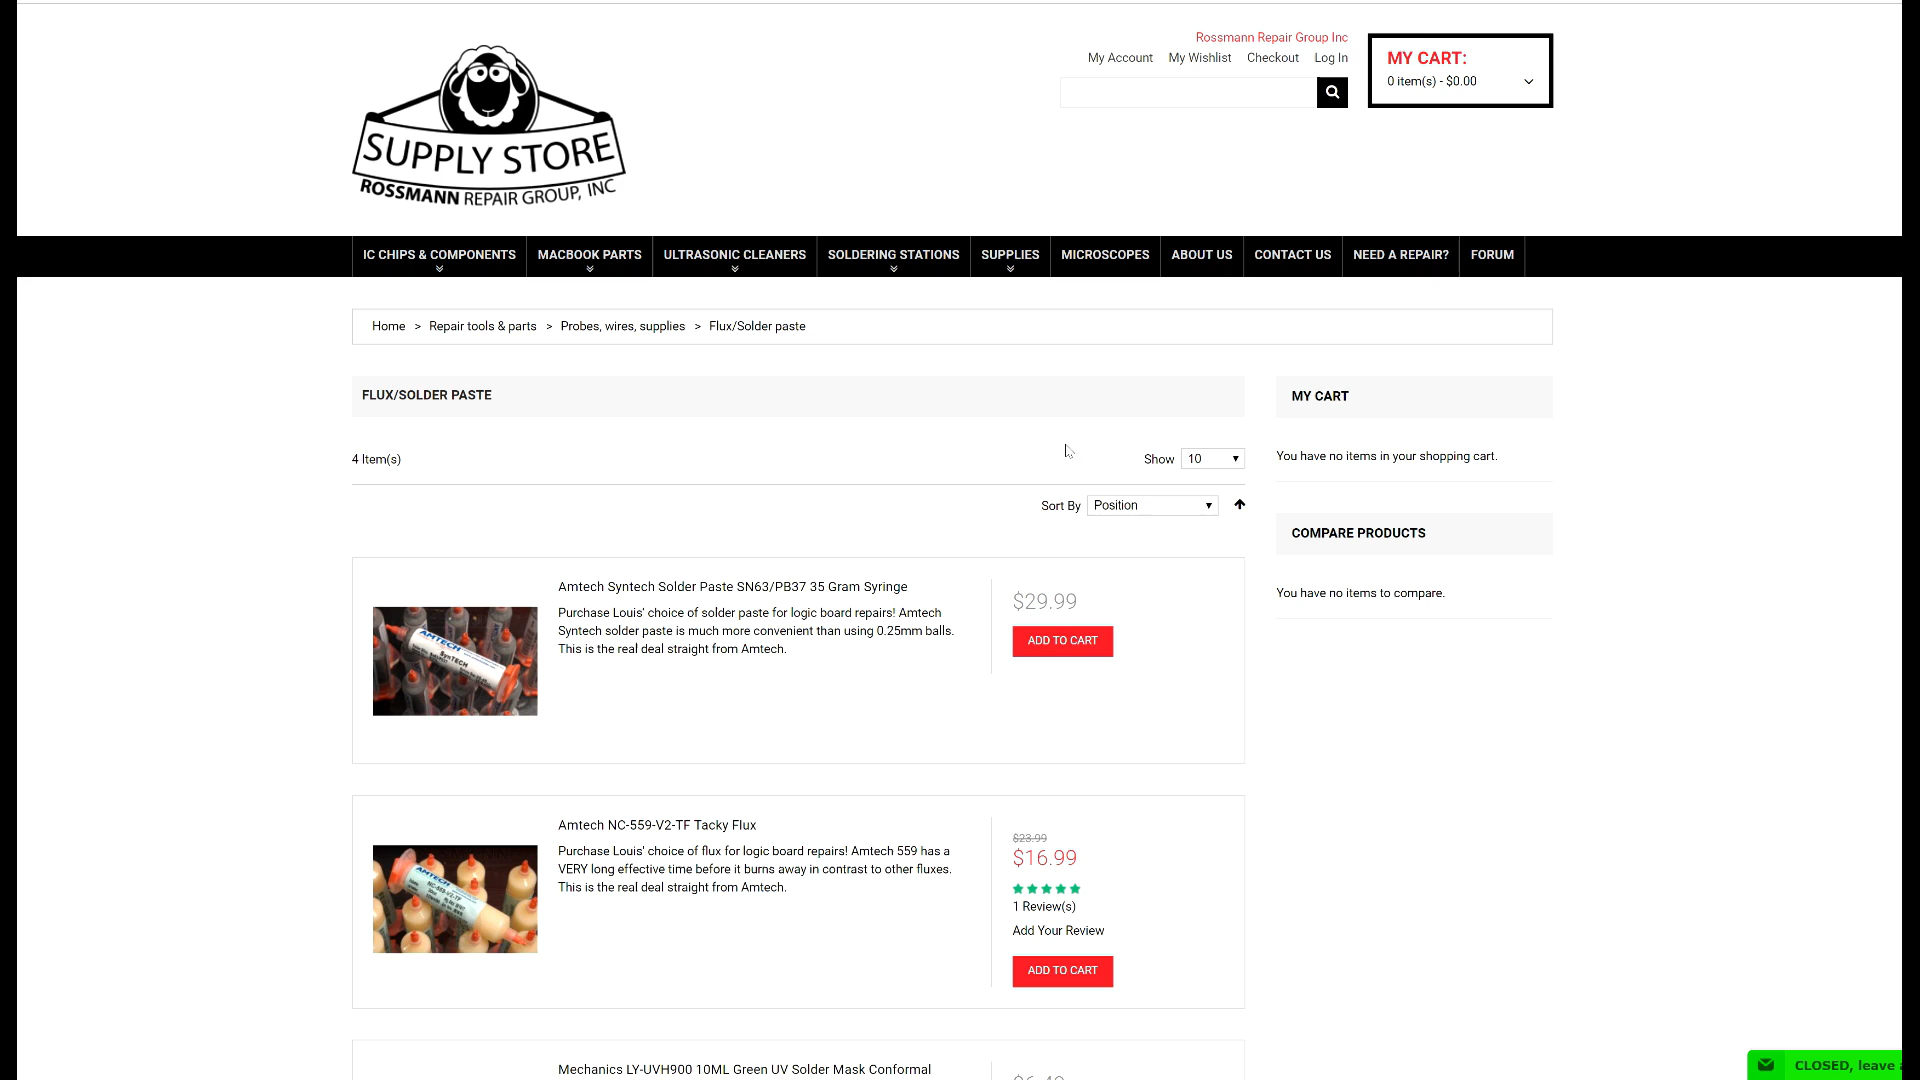 Rossmann Repair Group Inc
My Account My Wishlist Checkout Log In
MY CART:
0 item(s) - $0.00
SUPPLY STORE
ROSSMANN REPAIR GROUP, INC
IC CHIPS & COMPONENTS MACBOOK PARTS ULTRASONIC CLEANERS SOLDERING STATIONS SUPPLIES MICROSCOPES ABOUT US CONTACT US NEED A REPAIR? FORUM
Home > Repair tools & parts > Probes, wires, supplies > Flux/Solder paste
FLUX/SOLDER PASTE
4 Item(s)
Show 10
Sort By Position
Amtech Syntech Solder Paste SN63/PB37 35 Gram Syringe
Purchase Louis' choice of solder paste for logic board repairs! Amtech
Syntech solder paste is much more convenient than using 0.25mm balls.
This is the real deal straight from Amtech.
AMTECH
SynTECH
$29.99
ADD TO CART
Amtech NC-559-V2-TF Tacky Flux
Purchase Louis' choice of flux for logic board repairs! Amtech 559 has a
VERY long effective time before it burns away in contrast to other fluxes.
This is the real deal straight from Amtech.
AMTECH
NC-559-V2-TF
$23.99
$16.99
1 Review(s)
Add Your Review
ADD TO CART
Mechanics LY-UVH900 10ML Green UV Solder Mask Conformal
MY CART
You have no items in your shopping cart.
COMPARE PRODUCTS
You have no items to compare.
CLOSED, leave